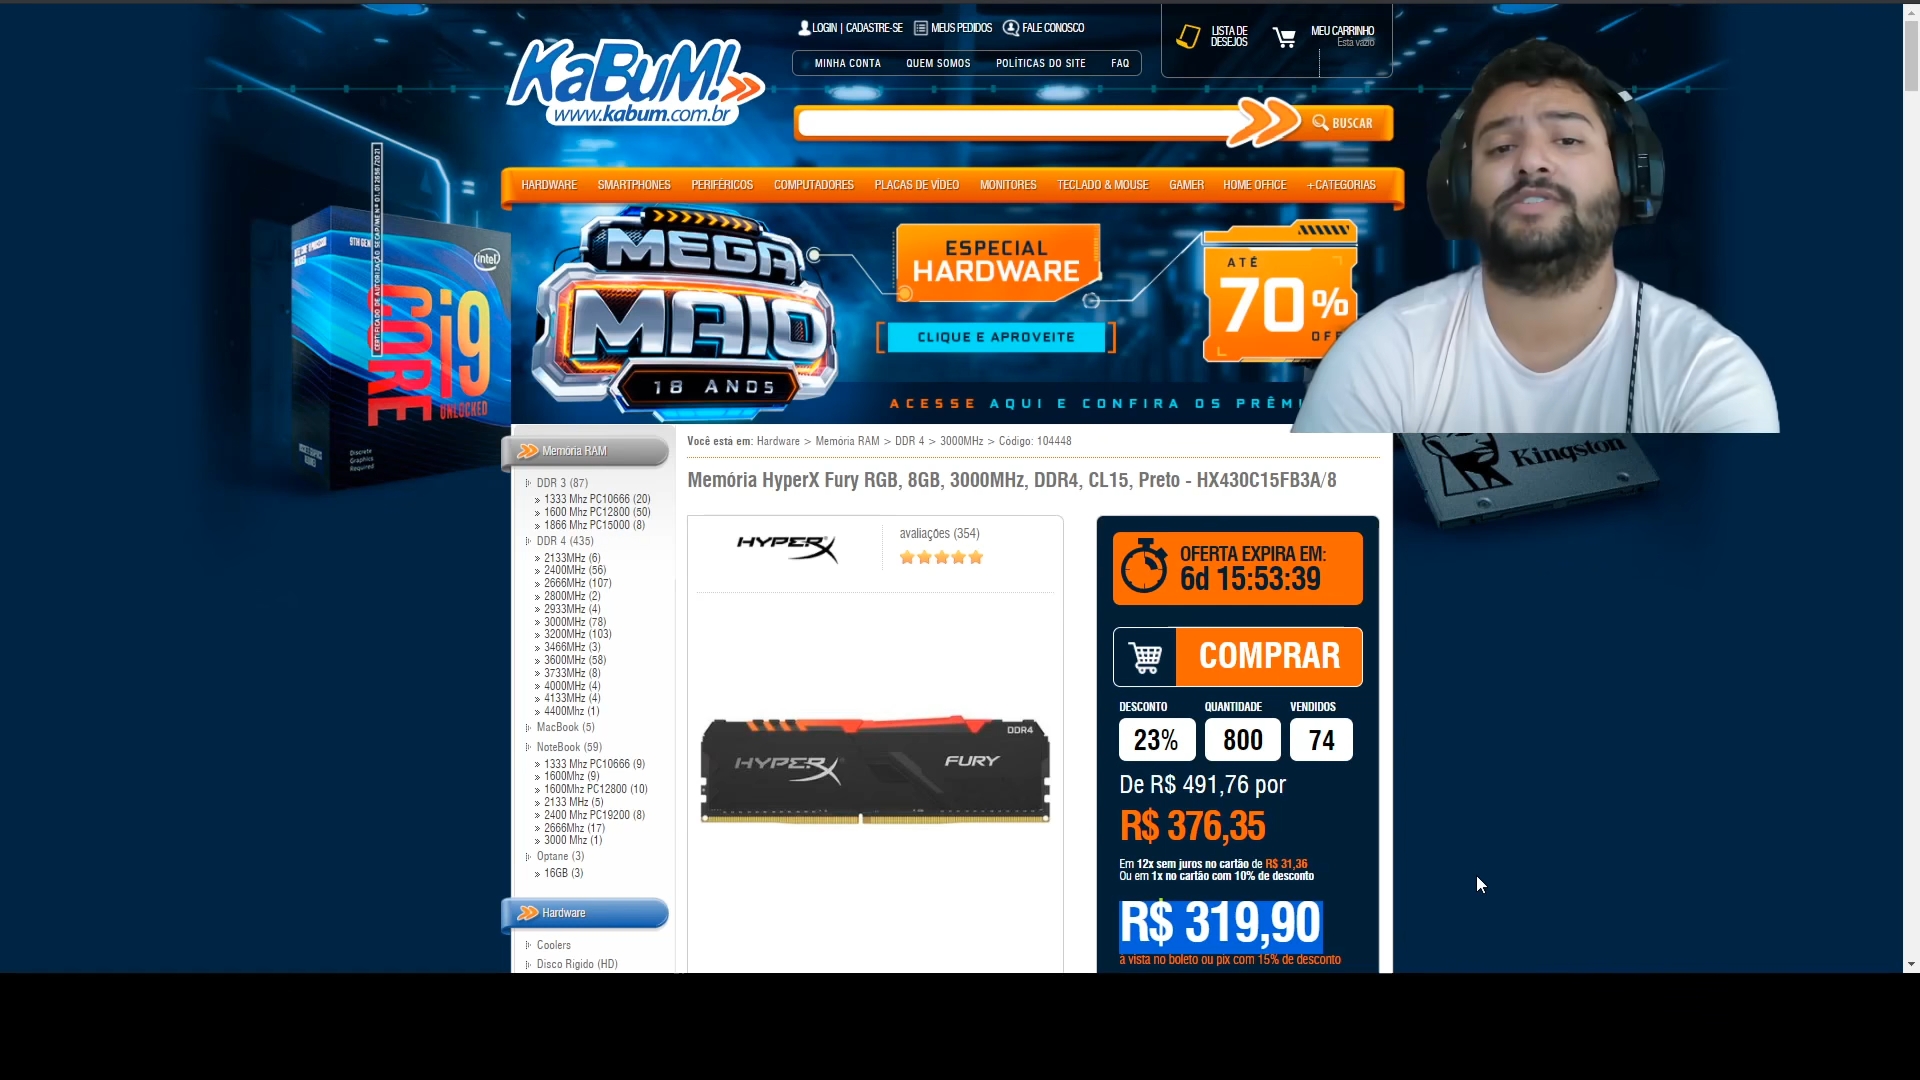 LOGIN | CADASTRE-SE MEUS PEDIDOS FALE CONOSCO
LISTA DE DESEJOS
MEU CARRINHO
Esta vazio
MINHA CONTA QUEM SOMOS POLÍTICAS DO SITE FAQ
KaBuM!
www.kabum.com.br
BUSCAR
HARDWARE SMARTPHONES PERIFÉRICOS COMPUTADORES PLACAS DE VÍDEO MONITORES TECLADO & MOUSE GAMER HOME OFFICE +CATEGORIAS
MEGA
MAIO
18 ANOS
ESPECIAL
HARDWARE
CLIQUE E APROVEITE
ATÉ
70%
OFF
ACESSE AQUI E CONFIRA OS PRÊM
9TH GEN
intel
CORE
i9
UNLOCKED
Discrete
Graphics
Required
Kingston
Memória RAM
DDR 3 (87)
1333 Mhz PC10666 (20)
1600 Mhz PC12800 (50)
1866 Mhz PC15000 (8)
DDR 4 (435)
2133MHz (6)
2400MHz (56)
2666MHz (107)
2800MHz (2)
2933MHz (4)
3000MHz (78)
3200MHz (103)
3466MHz (3)
3600MHz (58)
3733MHz (8)
4000MHz (4)
4133MHz (4)
4400Mhz (1)
MacBook (5)
NoteBook (59)
1333 Mhz PC10666 (9)
1600Mhz (9)
1600Mhz PC12800 (10)
2133 MHz (5)
2400 Mhz PC19200 (8)
2666Mhz (17)
3000 Mhz (1)
Optane (3)
16GB (3)
Hardware
Coolers
Disco Rígido (HD)
Você está em: Hardware > Memória RAM > DDR 4 > 3000MHz > Código: 104448
Memória HyperX Fury RGB, 8GB, 3000MHz, DDR4, CL15, Preto - HX430C15FB3A/8
HYPERX
avaliações (354)
DDR4
HYPERX
FURY
OFERTA EXPIRA EM:
6d 15:53:39
COMPRAR
DESCONTO QUANTIDADE VENDIDOS
23% 800 74
De R$ 491,76 por
R$ 376,35
Em 12x sem juros no cartão de R$ 31,36
Ou em 1x no cartão com 10% de desconto
R$ 319,90
à vista no boleto ou pix com 15% de desconto